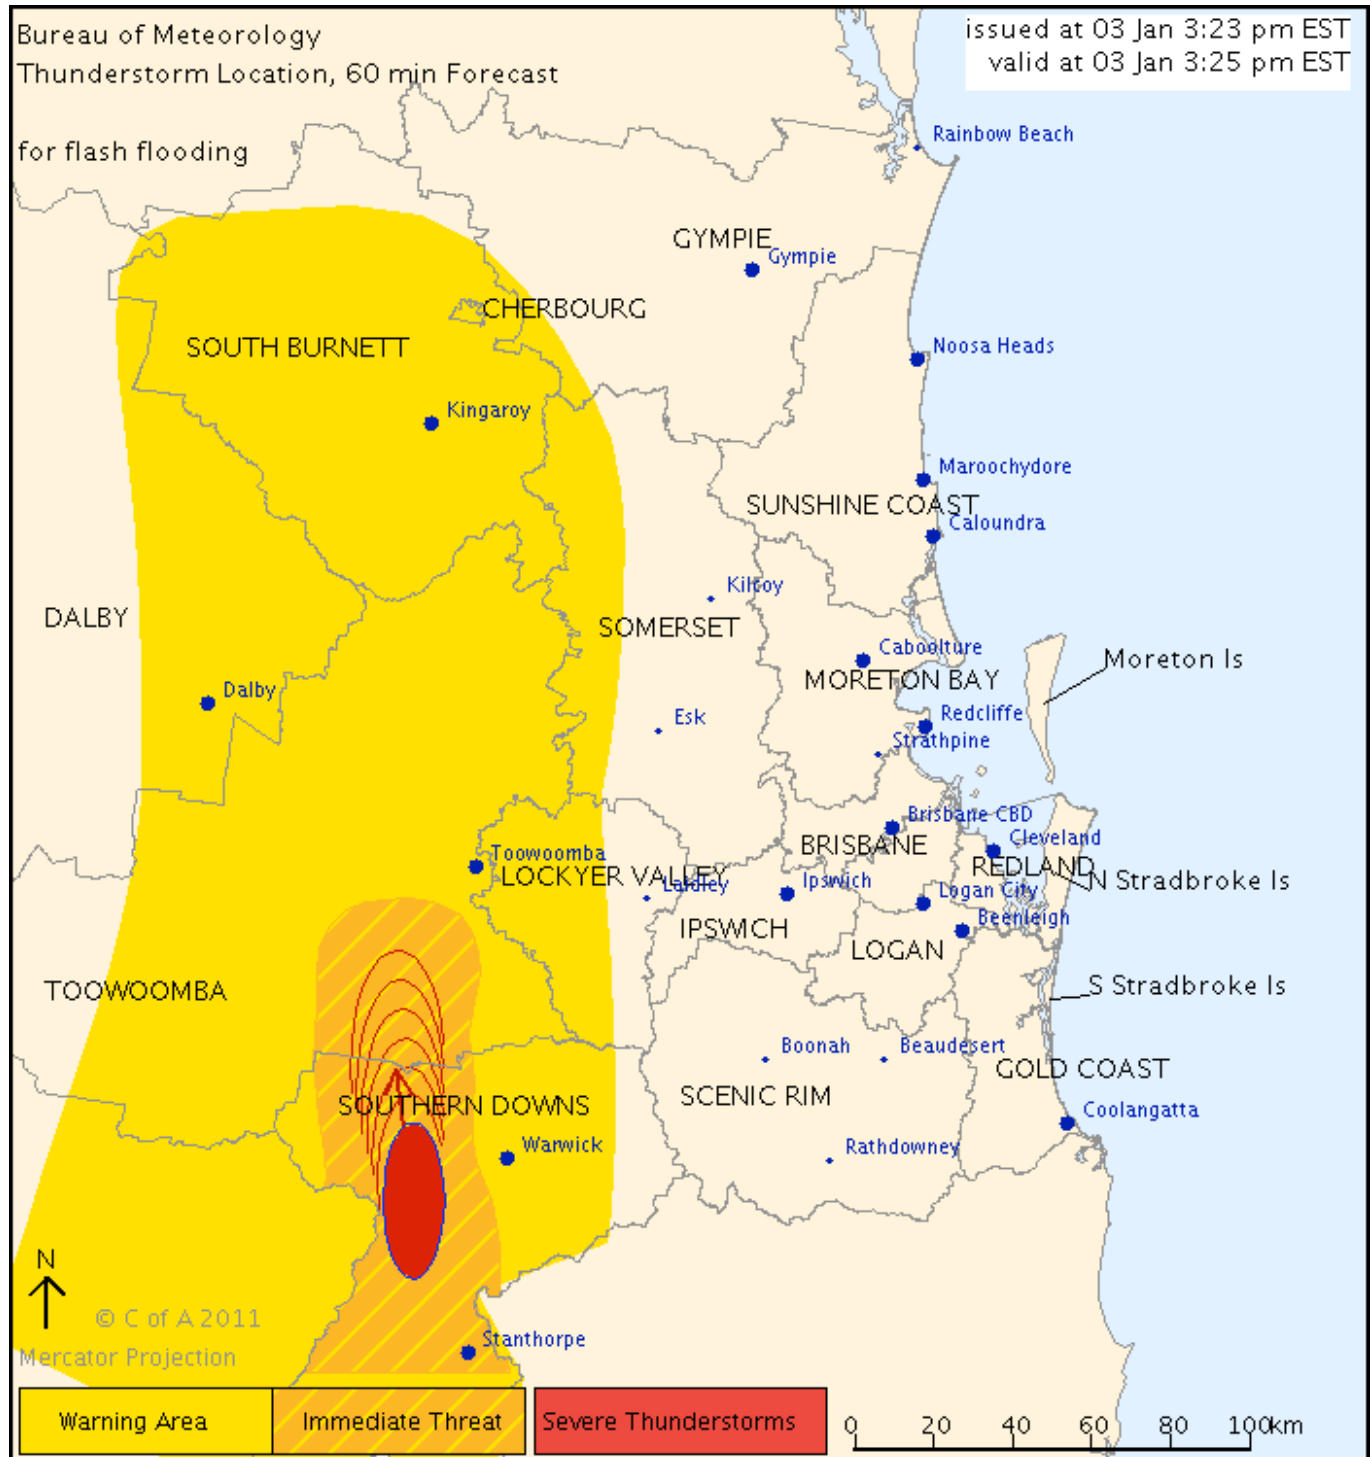 Bureau of Meteorology
Thunderstorm Location, 60 min Forecast
for flash flooding
issued at 03 Jan 3:23 pm EST
valid at 03 Jan 3:25 pm EST
Rainbow Beach
GYMPIE
Gympie
CHERBOURG
SOUTH BURNETT
Noosa Heads
Kingaroy
Maroochydore
SUNSHINE COAST
Caloundra
Kilcoy
DALBY
SOMERSET
Caboolture
Moreton Is
MORETON BAY
Dalby
Esk
Redcliffe
Strathpine
Brisbane CBD
BRISBANE
Cleveland
Toowoomba
LOCKYER VALLEY
Laidley
Ipswich
REDLAND
Logan City
N Stradbroke Is
IPSWICH
Beenleigh
LOGAN
TOOWOOMBA
S Stradbroke Is
Boonah
Beaudesert
GOLD COAST
SCENIC RIM
SOUTHERN DOWNS
Coolangatta
Warwick
Rathdowney
N
© C of A 2011
Mercator Projection
Stanthorpe
Warning Area
Immediate Threat
Severe Thunderstorms
0 20 40 60 80 100km